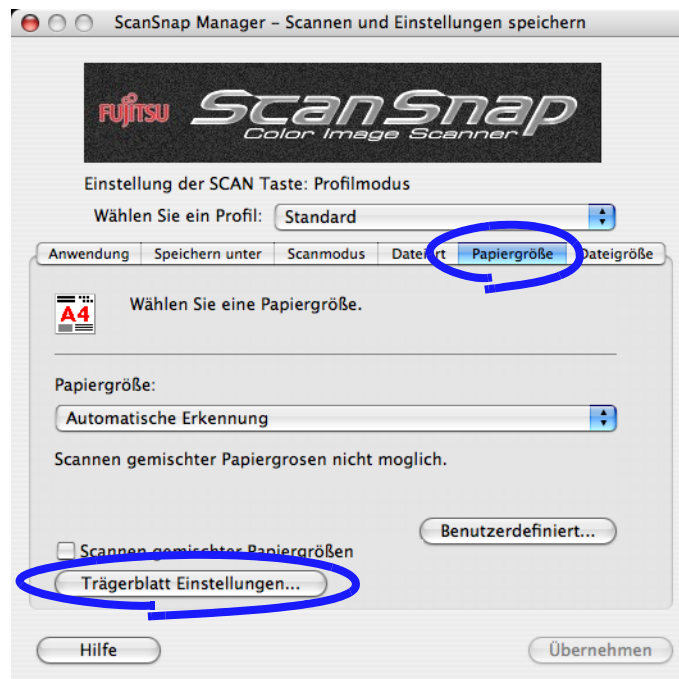 ScanSnap Manager – Scannen und Einstellungen speichern
FUJITSU ScanSnap
Color Image Scanner
Einstellung der SCAN Taste: Profilmodus
Wählen Sie ein Profil: Standard
Anwendung Speichern unter Scanmodus Dateiart Papiergröße Dateigröße
A4 Wählen Sie eine Papiergröße.
Papiergröße:
Automatische Erkennung
Scannen gemischter Papiergrosen nicht moglich.
Benutzerdefiniert...
Scannen gemischter Papiergrößen
Trägerblatt Einstellungen...
Hilfe Übernehmen